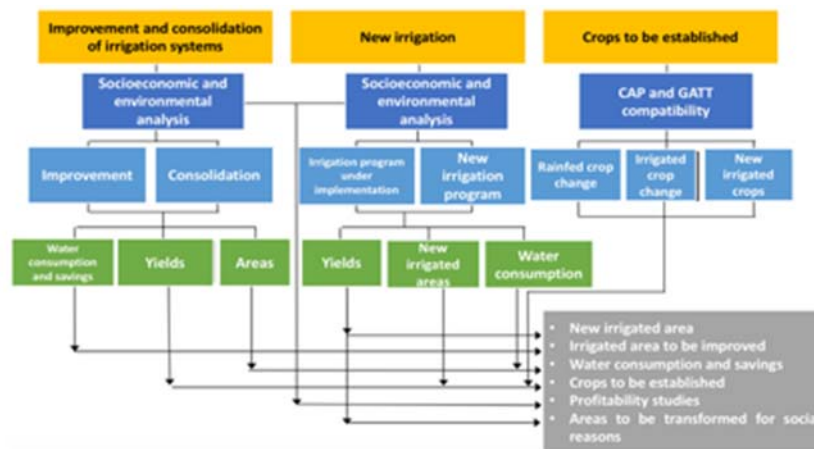 Improvement and consolidation
of irrigation systems
New irrigation
Crops to be established
Socioeconomic and
environmental
analysis
Socioeconomic and
environmental
analysis
CAP and GATT
compatibility
Improvement
Consolidation
Irrigation program
under
implementation
New
irrigation
program
Rainfed crop
change
Irrigated
crop
change
New
irrigated
crops
Water
consumption
and savings
Yields
Areas
Yields
New
irrigated
areas
Water
consumption
• New irrigated area
• Irrigated area to be improved
• Water consumption and savings
• Crops to be established
• Profitability studies
• Areas to be transformed for social
reasons